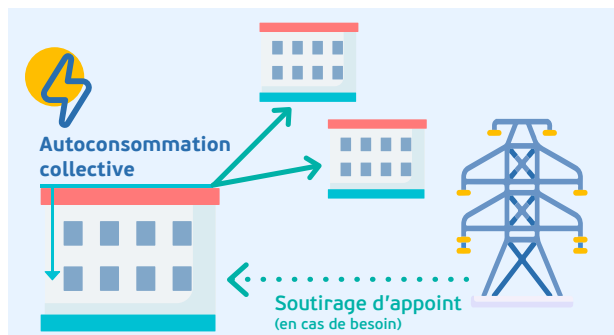 Autoconsommation
collective
Soutirage d'appoint
(en cas de besoin)